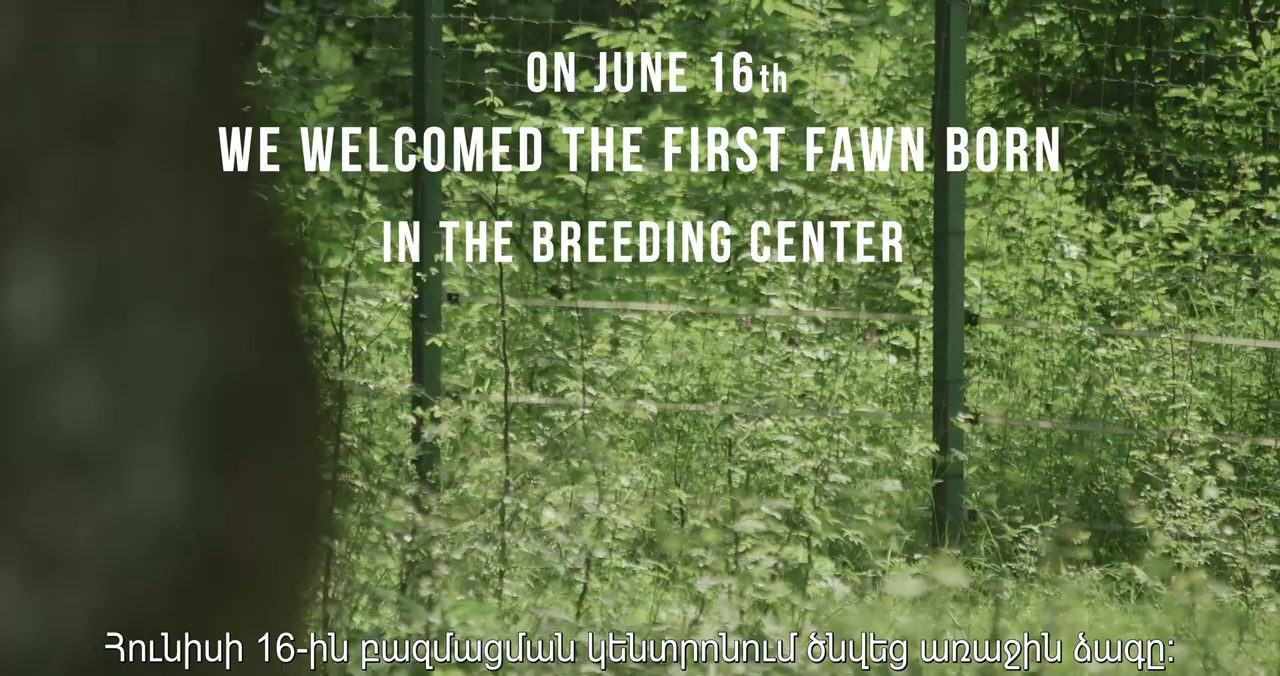 ON JUNE 16th
WE WELCOMED THE FIRST FAWN BORN
IN THE BREEDING CENTER
Հունիսի 16-ին բազմացման կենտրոնում ծնվեց առաջին ձագը: